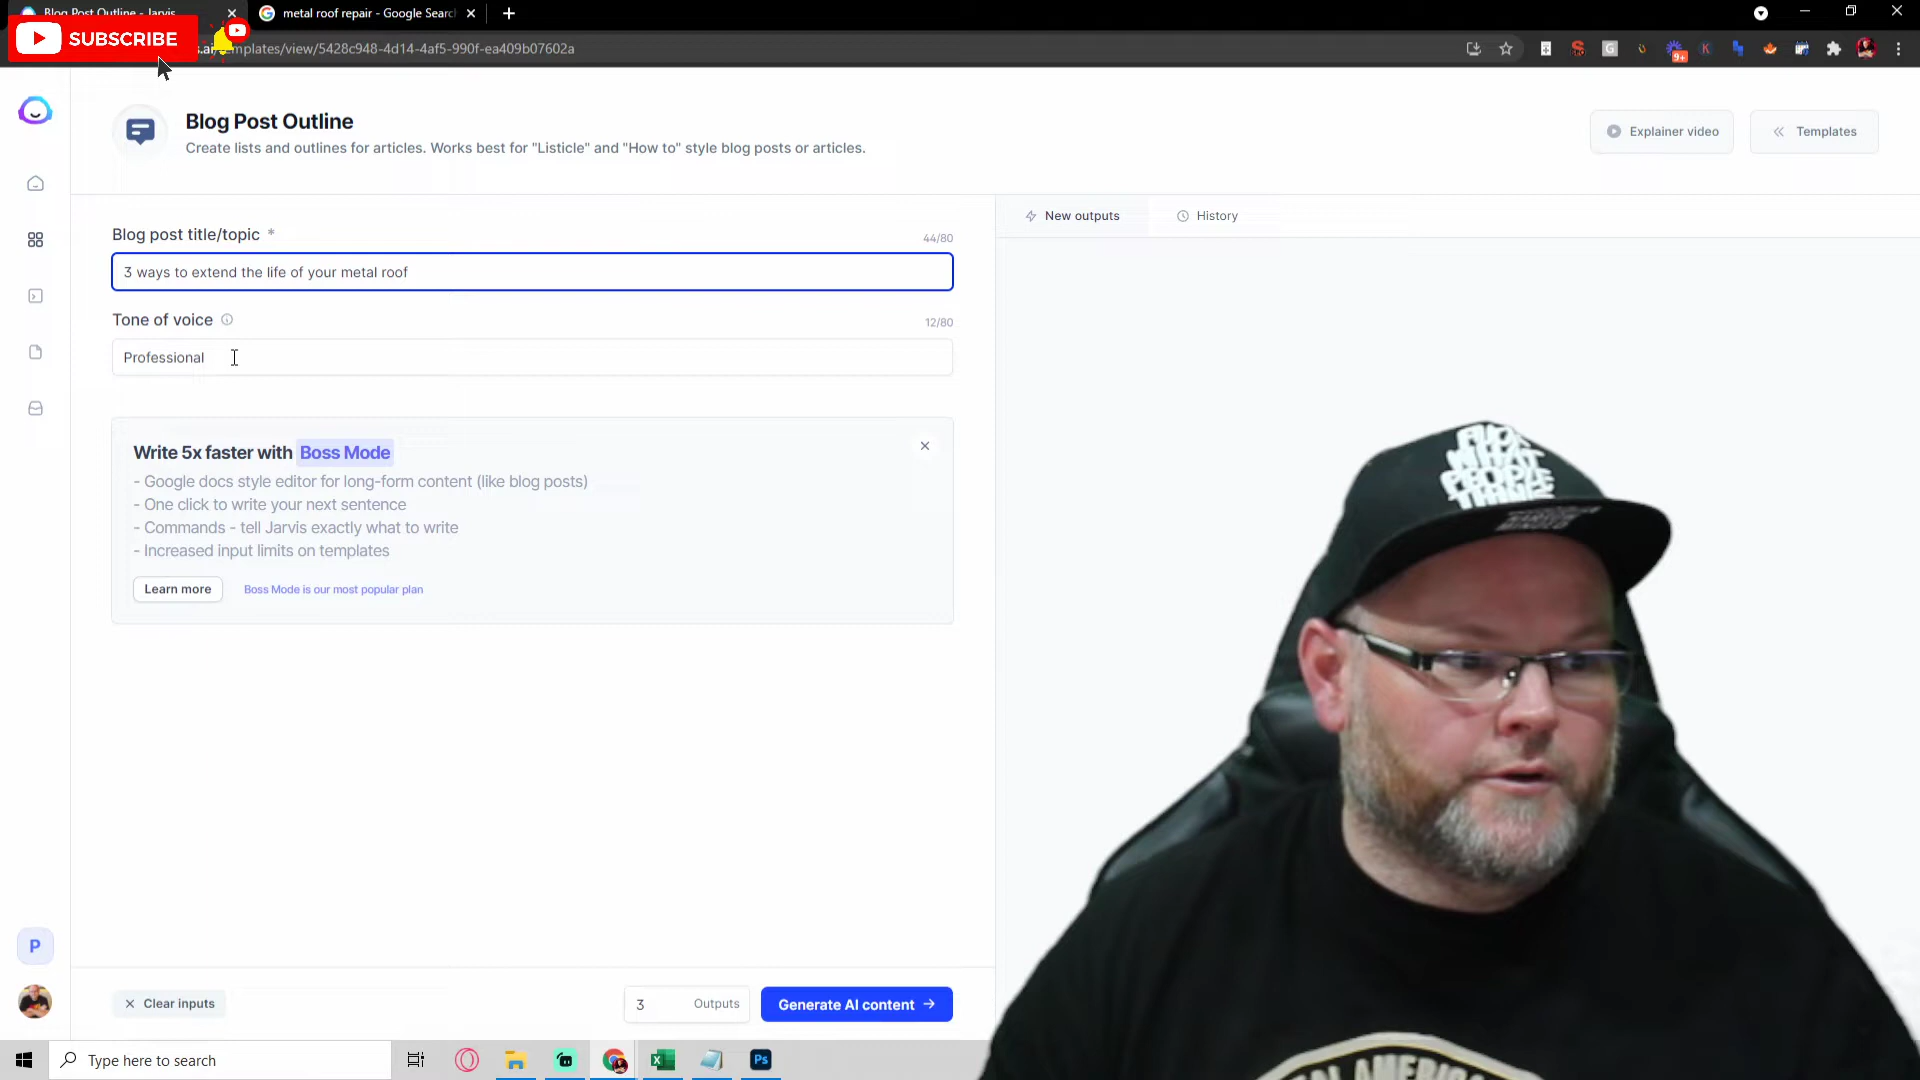 Blog Post Outline - Jarvis
metal roof repair - Google Search
SUBSCRIBE
s.ai/templates/view/5428c948-4d14-4af5-990f-ea409b07602a
9+
Blog Post Outline
Create lists and outlines for articles. Works best for "Listicle" and "How to" style blog posts or articles.
Explainer video
Templates
Blog post title/topic *
44/80
3 ways to extend the life of your metal roof
Tone of voice
12/80
Professional
New outputs
History
Write 5x faster with Boss Mode
- Google docs style editor for long-form content (like blog posts)
- One click to write your next sentence
- Commands - tell Jarvis exactly what to write
- Increased input limits on templates
Learn more
Boss Mode is our most popular plan
WHAT
PEOPLE
THINK
P
Clear inputs
3 Outputs
Generate AI content
Type here to search
Ps